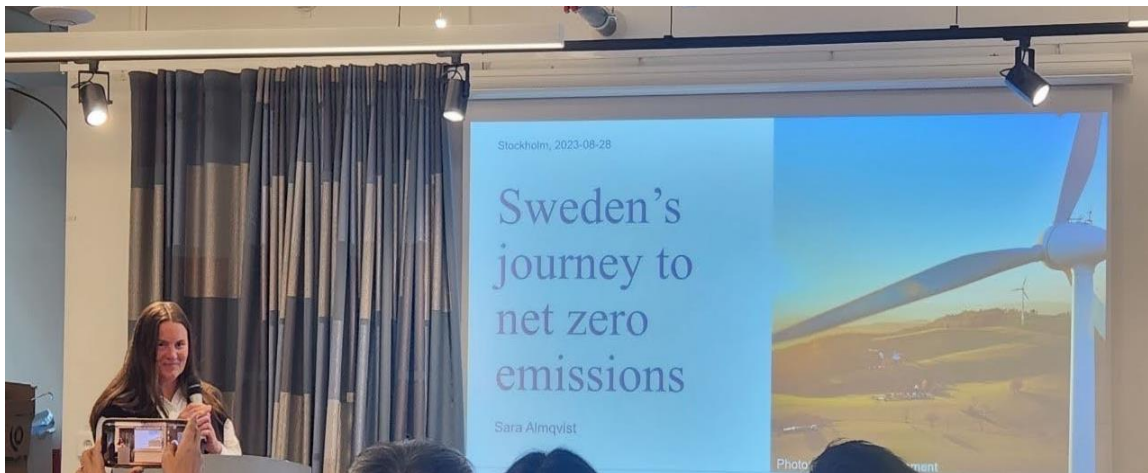 Stockholm, 2023-08-28
Sweden's
journey to
net zero
emissions
Sara Almqvist
Photo: